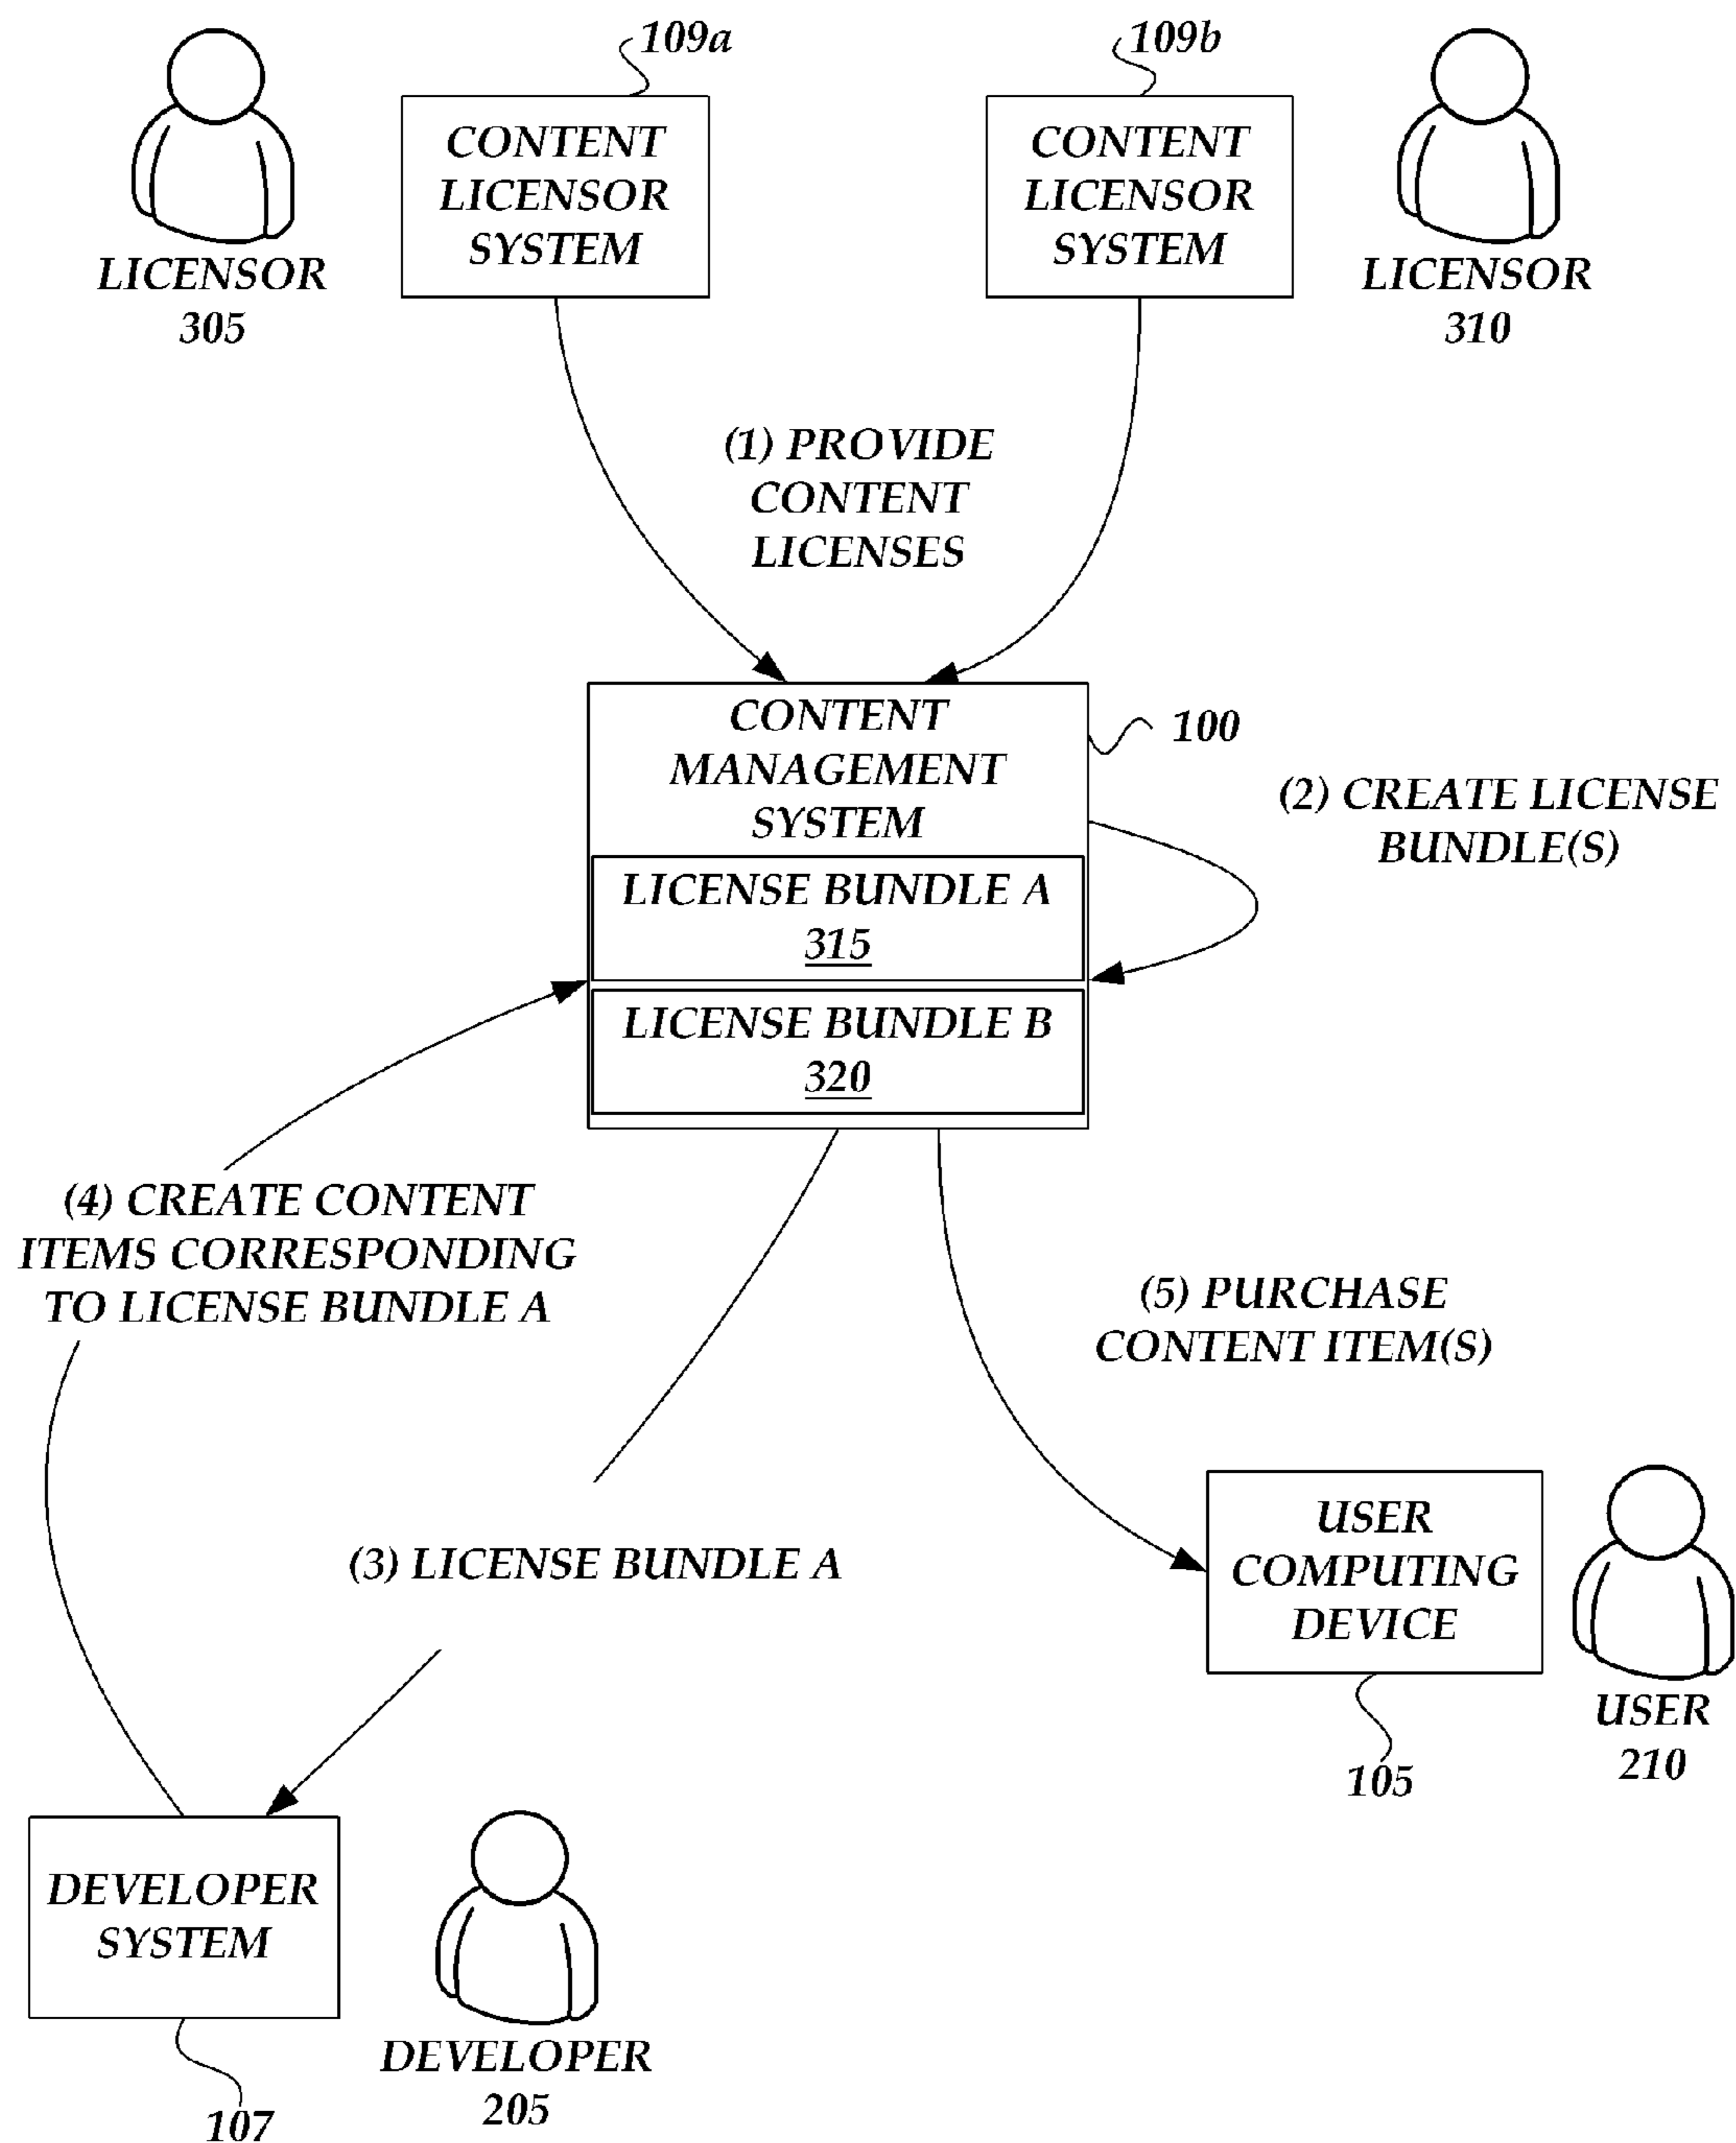 109a
109b
CONTENT
LICENSOR
SYSTEM
CONTENT
LICENSOR
SYSTEM
LICENSOR
305
LICENSOR
310
(1) PROVIDE
CONTENT
LICENSES
CONTENT
MANAGEMENT
SYSTEM
100
(2) CREATE LICENSE
BUNDLE(S)
LICENSE BUNDLE A
315
LICENSE BUNDLE B
320
(4) CREATE CONTENT
ITEMS CORRESPONDING
TO LICENSE BUNDLE A
(5) PURCHASE
CONTENT ITEM(S)
(3) LICENSE BUNDLE A
USER
COMPUTING
DEVICE
USER
210
105
DEVELOPER
SYSTEM
DEVELOPER
205
107